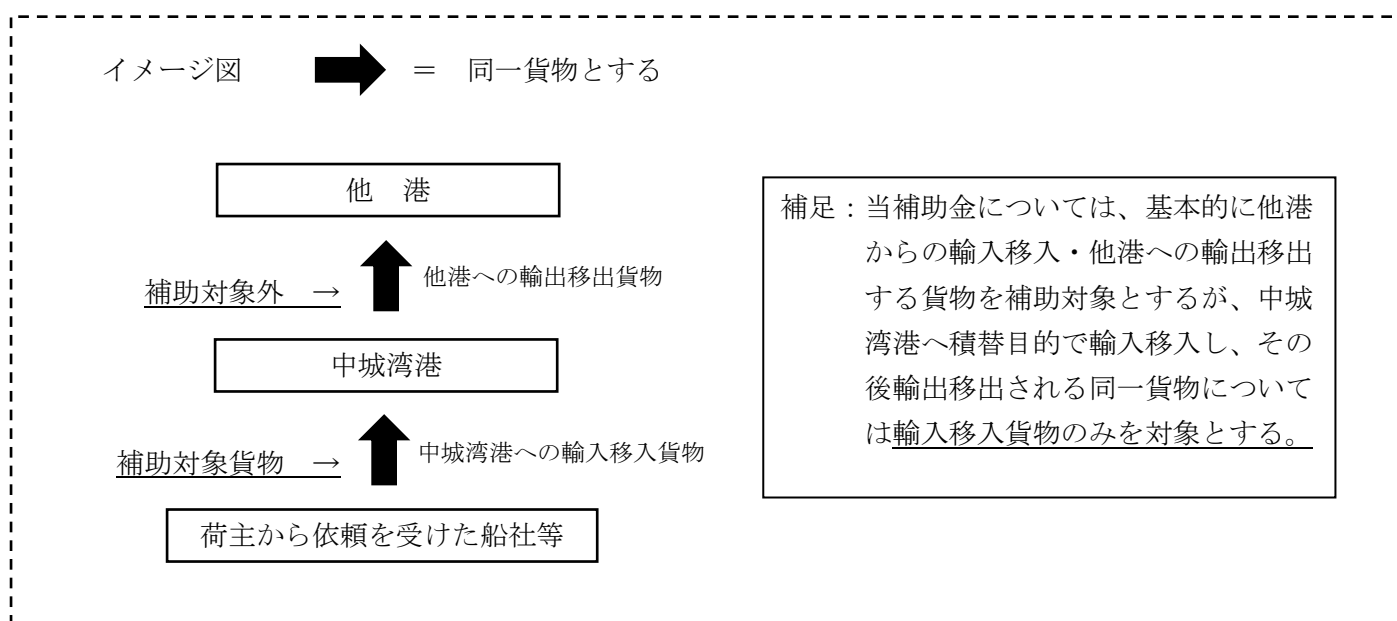 イメージ図 ＝ 同一貨物とする
他 港
他港への輸出移出貨物
補助対象外 →
中城湾港
中城湾港への輸入移入貨物
補助対象貨物 →
荷主から依頼を受けた船社等
補足：当補助金については、基本的に他港
からの輸入移入・他港への輸出移出
する貨物を補助対象とするが、中城
湾港へ積替目的で輸入移入し、その
後輸出移出される同一貨物について
は輸入移入貨物のみを対象とする。